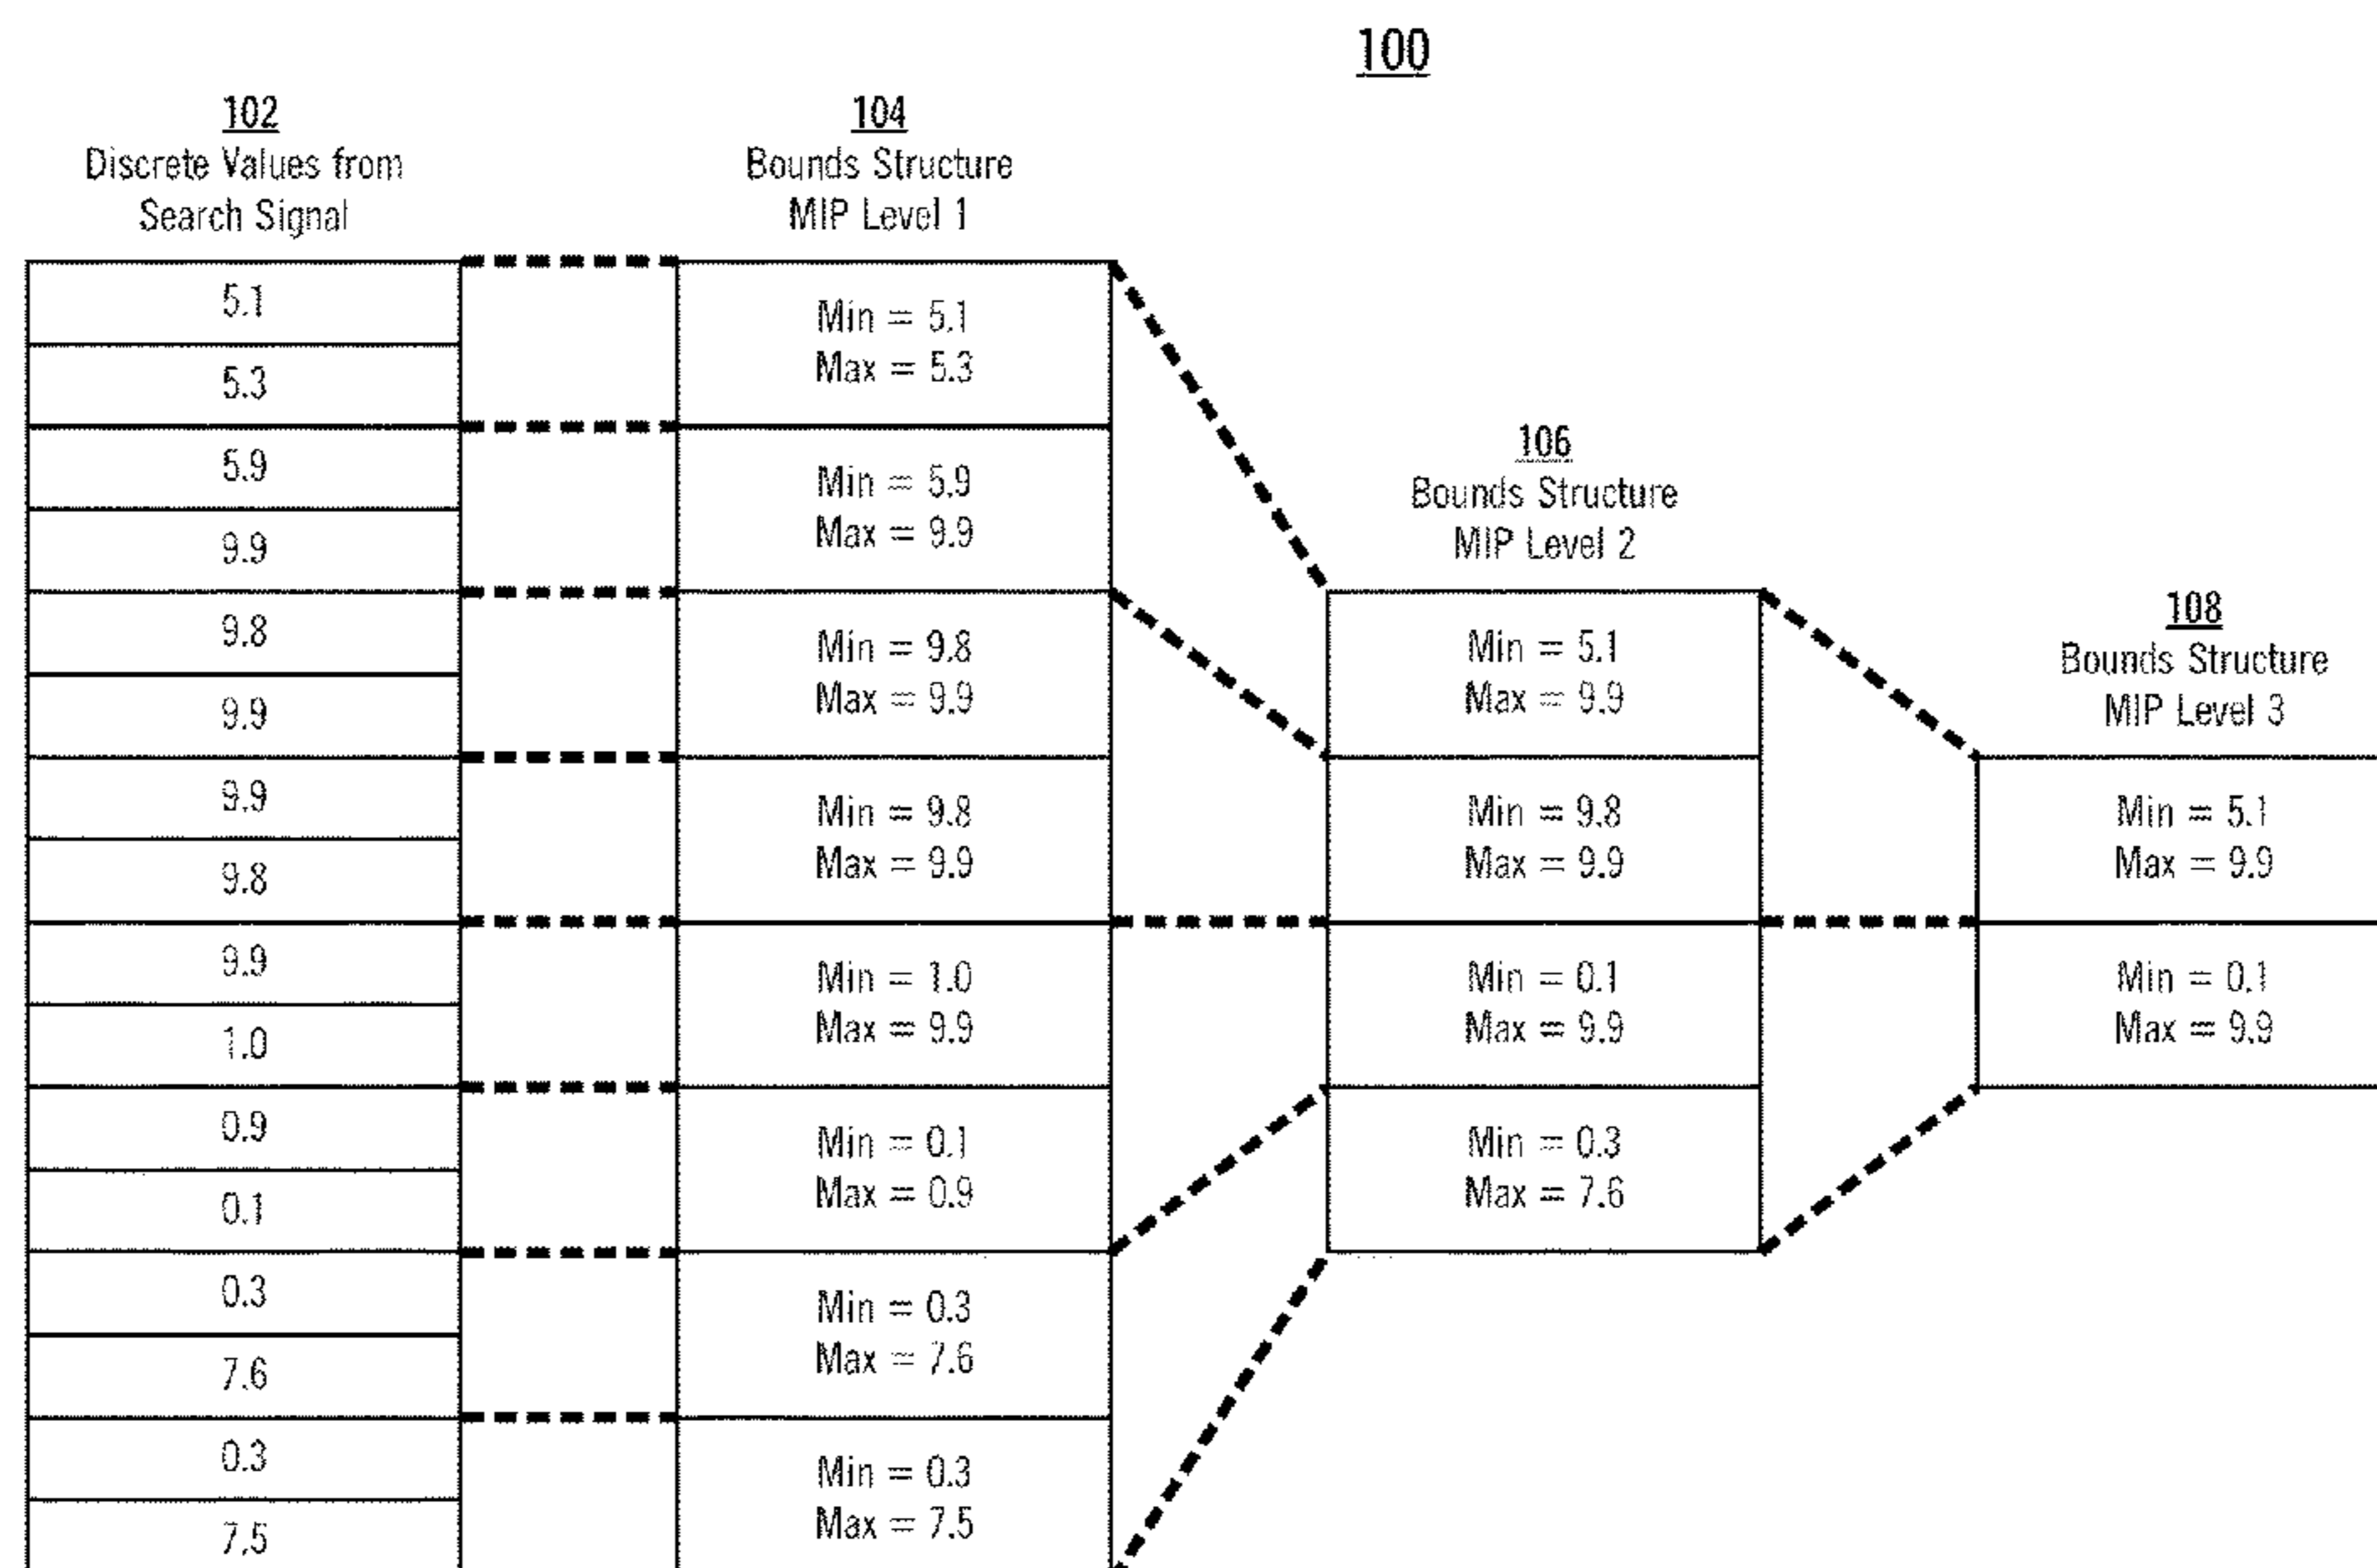 100
102
Discrete Values from
Search Signal
5.1
5.3
5.9
9.9
9.8
9.9
9.9
9.8
9.9
1.0
0.9
0.1
0.3
7.6
0.3
7.5
104
Bounds Structure
MIP Level 1
Min = 5.1
Max = 5.3
Min = 5.9
Max = 9.9
Min = 9.8
Max = 9.9
Min = 9.8
Max = 9.9
Min = 1.0
Max = 9.9
Min = 0.1
Max = 0.9
Min = 0.3
Max = 7.6
Min = 0.3
Max = 7.5
106
Bounds Structure
MIP Level 2
Min = 5.1
Max = 9.9
Min = 9.8
Max = 9.9
Min = 0.1
Max = 9.9
Min = 0.3
Max = 7.6
108
Bounds Structure
MIP Level 3
Min = 5.1
Max = 9.9
Min = 0.1
Max = 9.9